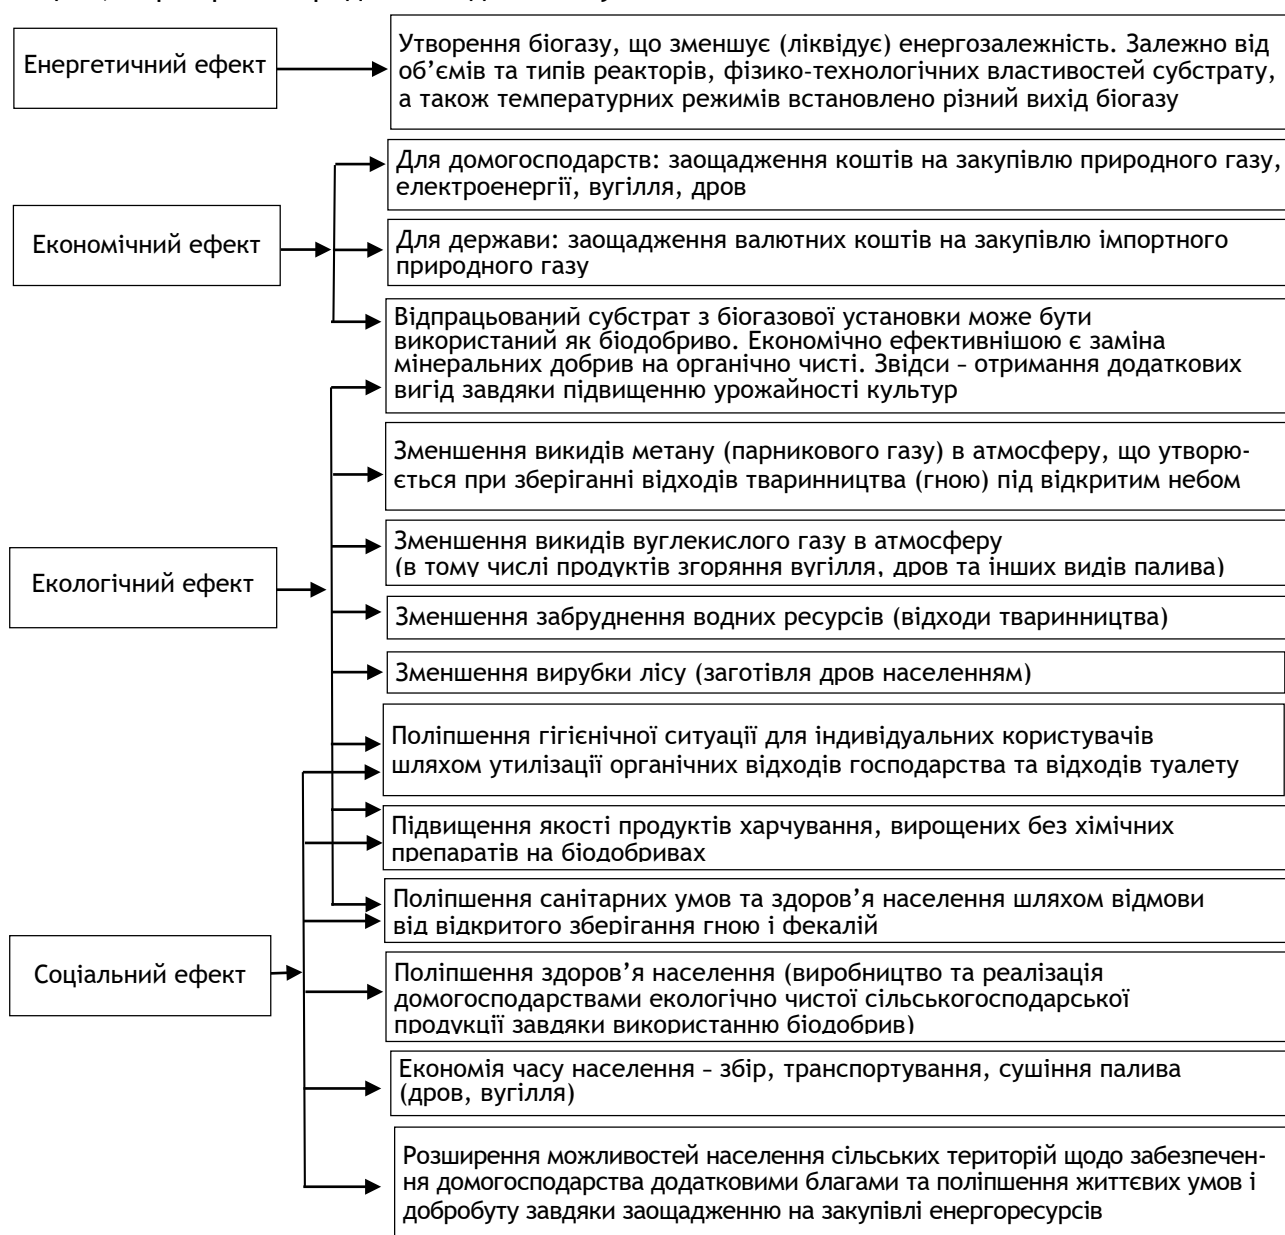 Енергетичний ефект
Утворення біогазу, що зменшує (ліквідує) енергозалежність. Залежно від
об’ємів та типів реакторів, фізико-технологічних властивостей субстрату,
а також температурних режимів встановлено різний вихід біогазу
Економічний ефект
Для домогосподарств: заощадження коштів на закупівлю природного газу,
електроенергії, вугілля, дров
Для держави: заощадження валютних коштів на закупівлю імпортного
природного газу
Відпрацьований субстрат з біогазової установки може бути
використаний як біодобриво. Економічно ефективнішою є заміна
мінеральних добрив на органічно чисті. Звідси – отримання додаткових
вигід завдяки підвищенню урожайності культур
Екологічний ефект
Зменшення викидів метану (парникового газу) в атмосферу, що утворю-
ється при зберіганні відходів тваринництва (гною) під відкритим небом
Зменшення викидів вуглекислого газу в атмосферу
(в тому числі продуктів згоряння вугілля, дров та інших видів палива)
Зменшення забруднення водних ресурсів (відходи тваринництва)
Зменшення вирубки лісу (заготівля дров населенням)
Поліпшення гігієнічної ситуації для індивідуальних користувачів
шляхом утилізації органічних відходів господарства та відходів туалету
Підвищення якості продуктів харчування, вирощених без хімічних
препаратів на біодобривах
Поліпшення санітарних умов та здоров’я населення шляхом відмови
від відкритого зберігання гною і фекалій
Соціальний ефект
Поліпшення здоров’я населення (виробництво та реалізація
домогосподарствами екологічно чистої сільськогосподарської
продукції завдяки використанню біодобрив)
Економія часу населення – збір, транспортування, сушіння палива
(дров, вугілля)
Розширення можливостей населення сільських територій щодо забезпечен-
ня домогосподарства додатковими благами та поліпшення життєвих умов і
добробуту завдяки заощадженню на закупівлі енергоресурсів